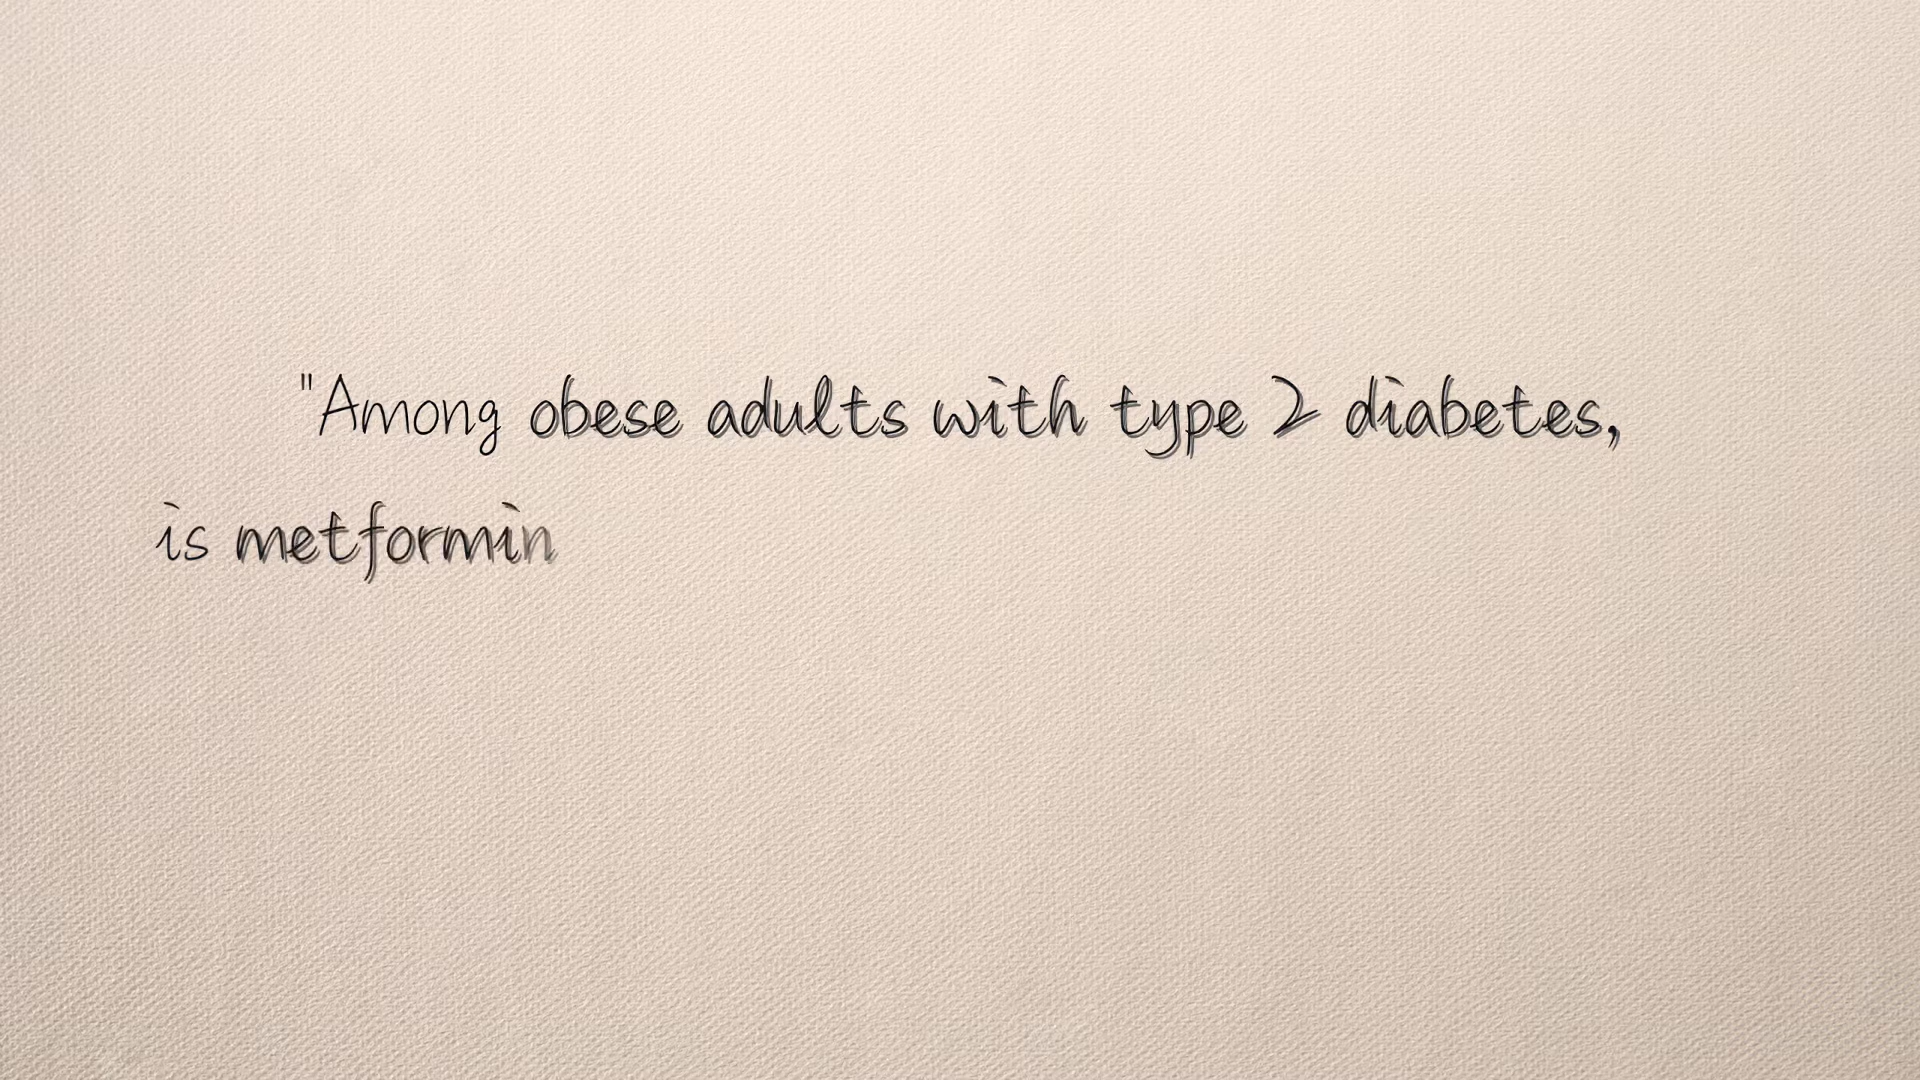 "Among obese adults with type 2 diabetes,
is metformin